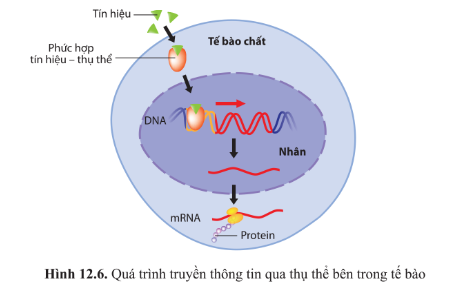 Tín hiệu
Phức hợp
tín hiệu – thụ thể
Tế bào chất
DNA
Nhân
mRNA
Protein
Hình 12.6. Quá trình truyền thông tin qua thụ thể bên trong tế bào